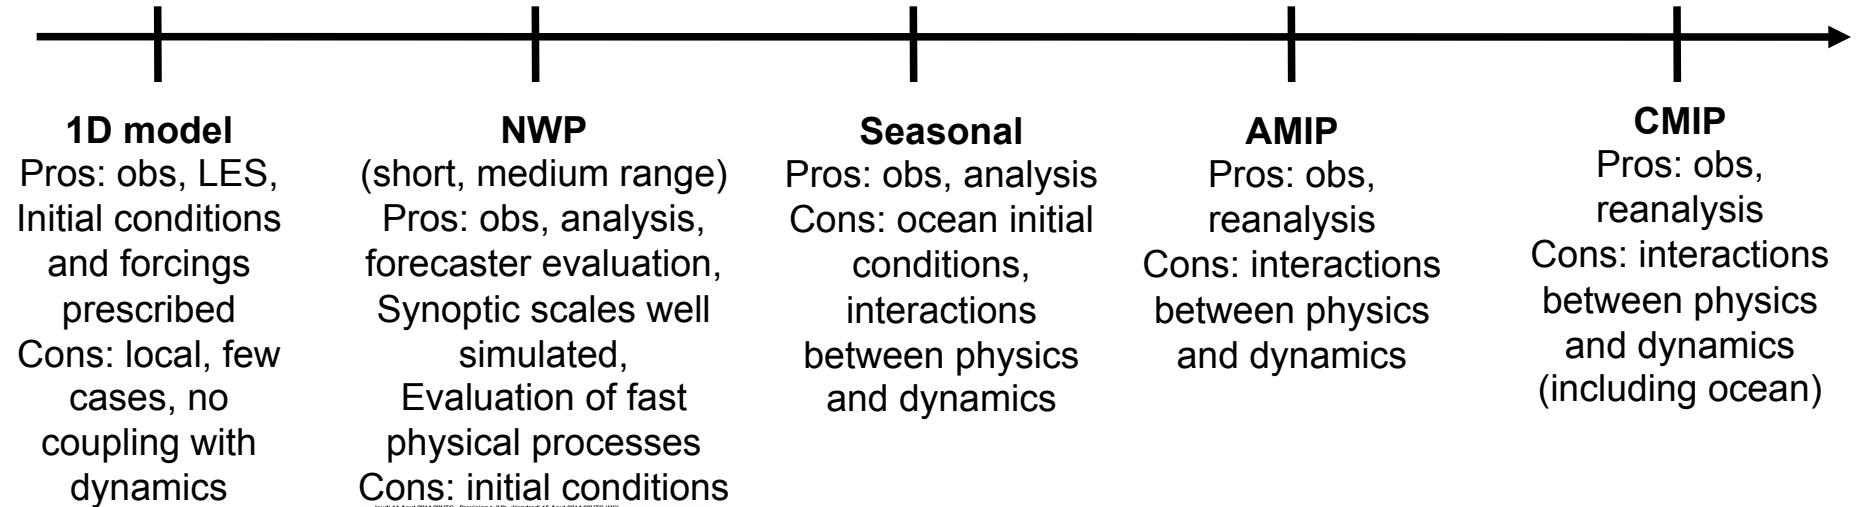 1D model
Pros: obs, LES,
Initial conditions
and forcings
prescribed
Cons: local, few
cases, no
coupling with
dynamics
NWP
(short, medium range)
Pros: obs, analysis,
forecaster evaluation,
Synoptic scales well
simulated,
Evaluation of fast
physical processes
Cons: initial conditions
Seasonal
Pros: obs, analysis
Cons: ocean initial
conditions,
interactions
between physics
and dynamics
AMIP
Pros: obs,
reanalysis
Cons: interactions
between physics
and dynamics
CMIP
Pros: obs,
reanalysis
Cons: interactions
between physics
and dynamics
(including ocean)